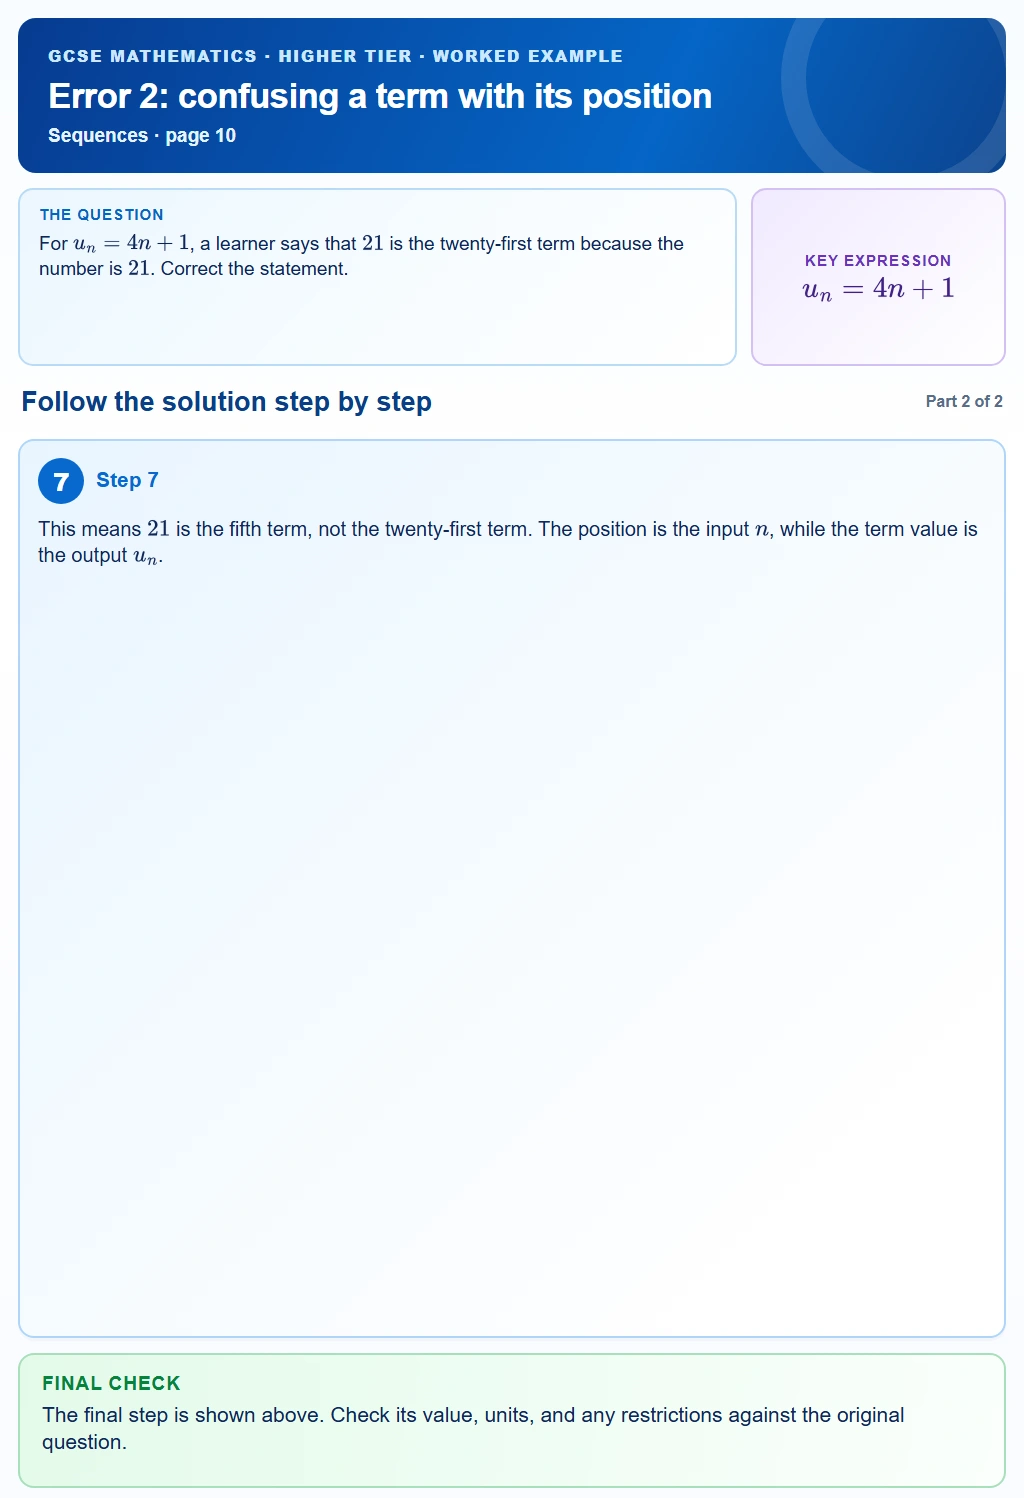 GCSE MATHEMATICS · HIGHER TIER · WORKED EXAMPLE
Error 2: confusing a term with its position
Sequences · page 10
THE QUESTION
For uₙ = 4n + 1, a learner says that 21 is the twenty-first term because the
number is 21. Correct the statement.
KEY EXPRESSION
uₙ = 4n + 1
Follow the solution step by step
Part 2 of 2
7 Step 7
This means 21 is the fifth term, not the twenty-first term. The position is the input n, while the term value is
the output uₙ.
FINAL CHECK
The final step is shown above. Check its value, units, and any restrictions against the original
question.